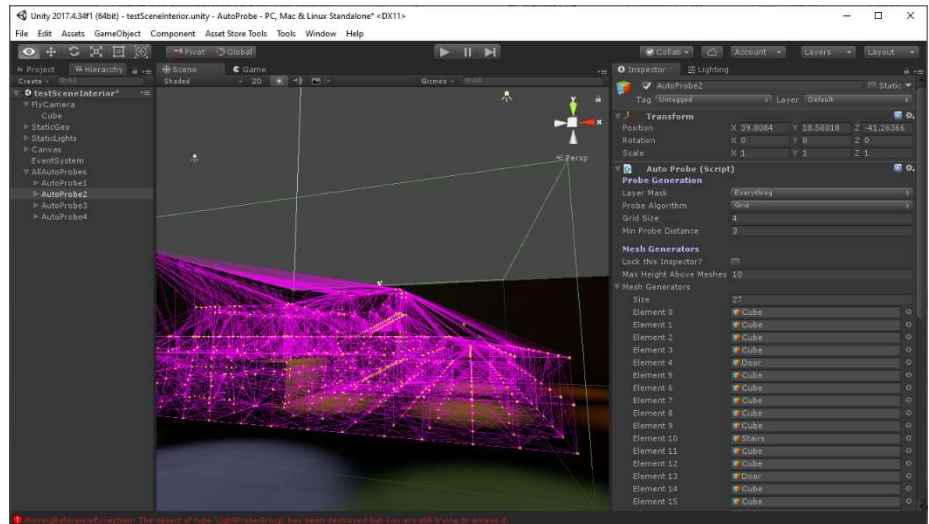 Unity 2017.4.34f1 (64bit) - testSceneInterior.unity - AutoProbe - PC, Mac & Linux Standalone* <DX11>
File Edit Assets GameObject Component Asset Store Tools Tools Window Help
Pivot Global Collab Account Layers Layout
Project Hierarchy Scene Game Inspector Lighting
Create All Shaded 2D Gizmos All
AutoProbe2 Static
Tag Untagged Layer Default
testSceneInterior*
FlyCamera
Cube
StaticGeo
StaticLights
Canvas
EventSystem
AllAutoProbes
AutoProbe1
AutoProbe2
AutoProbe3
AutoProbe4
y
x
Persp
Transform
Position X 39.8084 Y 18.50018 Z -41.26366
Rotation X 0 Y 0 Z 0
Scale X 1 Y 1 Z 1
Auto Probe (Script)
Probe Generation
Layer Mask Everything
Probe Algorithm Grid
Grid Size 4
Min Probe Distance 3
Mesh Generators
Lock this Inspector?
Max Height Above Meshes 10
Mesh Generators
Size 27
Element 0 Cube
Element 1 Cube
Element 2 Cube
Element 3 Cube
Element 4 Door
Element 5 Cube
Element 6 Cube
Element 7 Cube
Element 8 Cube
Element 9 Cube
Element 10 Stairs
Element 11 Cube
Element 12 Cube
Element 13 Door
Element 14 Cube
Element 15 Cube
MissingReferenceException: The object of type 'LightProbeGroup' has been destroyed but you are still trying to access it.